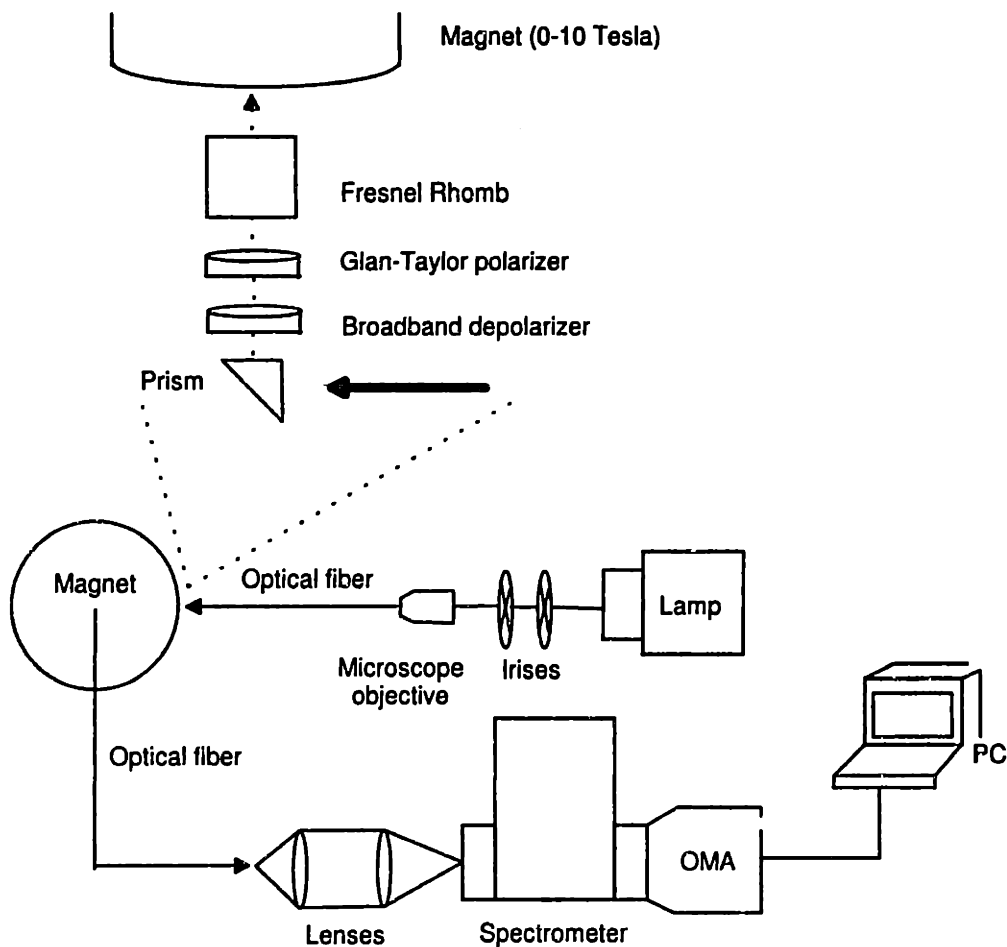 Magnet (0-10 Tesla)
Fresnel Rhomb
Glan-Taylor polarizer
Broadband depolarizer
Prism
Magnet
Optical fiber
Lamp
Microscope
objective
Irises
Optical fiber
PC
OMA
Lenses
Spectrometer